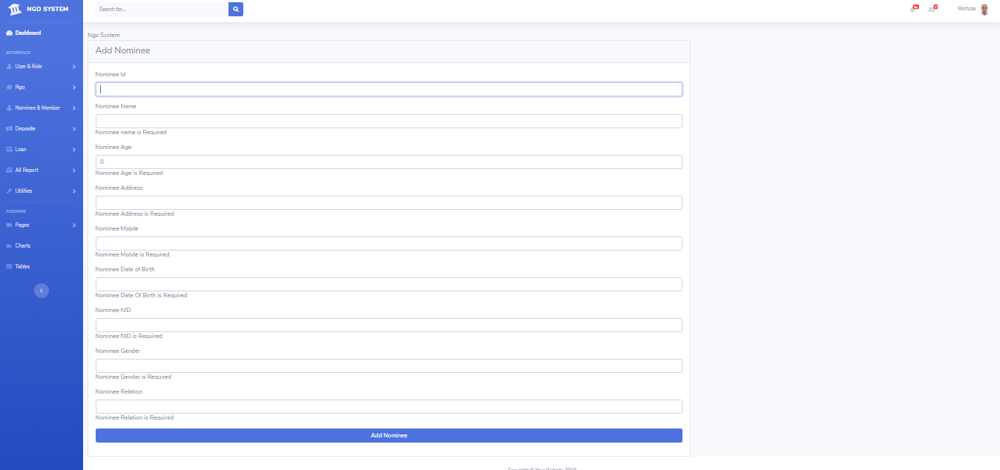 NGO SYSTEM
Search for...
Mortoza
Dashboard
INTERFACE
User & Role
Ngo
Nominee & Member
Deposite
Loan
All Report
Utilities
ADDONS
Pages
Charts
Tables
Ngo System
Add Nominee
Nominee Id
Nominee Name
Nominee name is Required
Nominee Age
0
Nominee Age is Required
Nominee Address
Nominee Address is Required
Nominee Mobile
Nominee Mobile is Required
Nominee Date of Birth
Nominee Date Of Birth is Required
Nominee NID
Nominee NID is Required
Nominee Gender
Nominee Gender is Required
Nominee Relation
Nominee Relation is Required
Add Nominee
Copyright © Your Website 2019